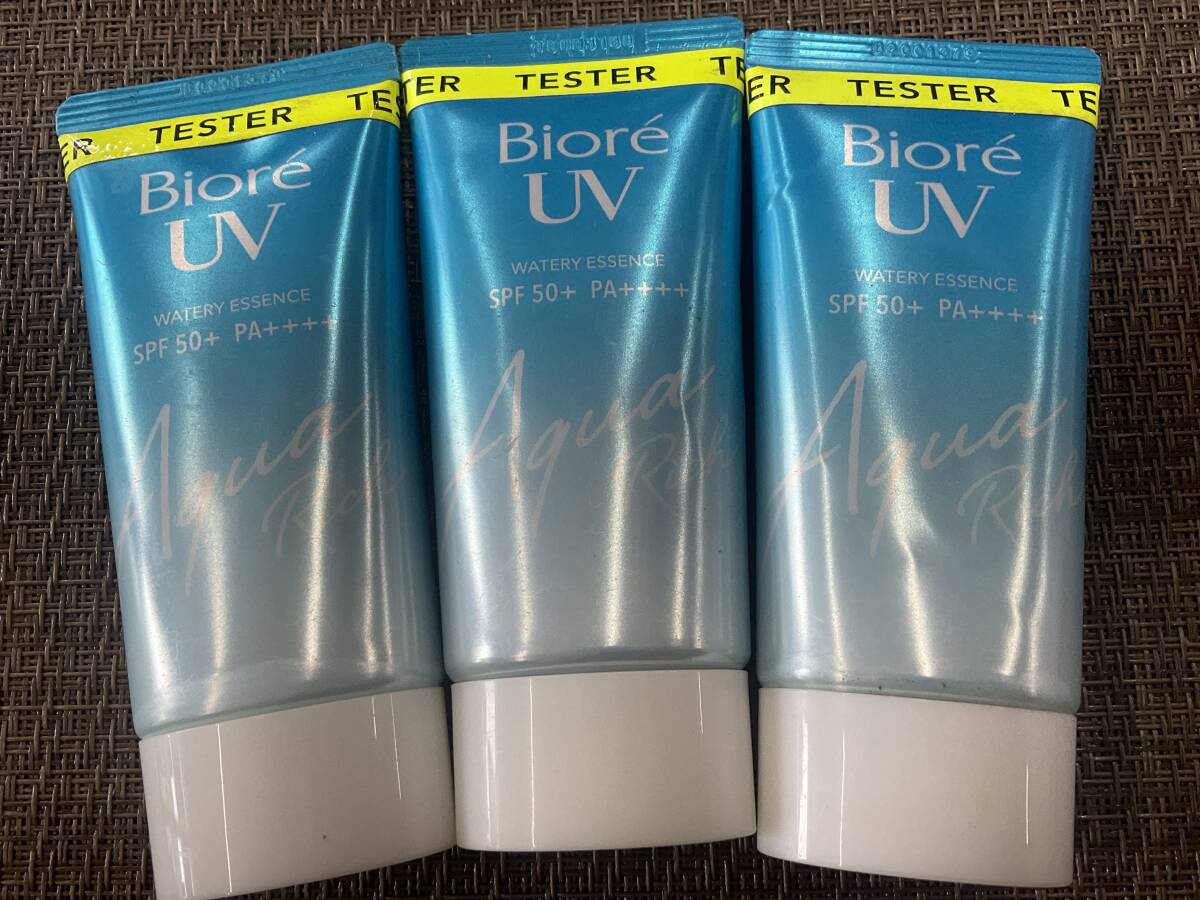 ER TESTER TE
Bioré
UV
WATERY ESSENCE
SPF 50+ PA++++
Aqua
Rich
TESTER T
Bioré
UV
WATERY ESSENCE
SPF 50+ PA++++
Aqua
Rich
ER TESTER TE
Bioré
UV
WATERY ESSENCE
SPF 50+ PA++++
Aqua
Rich